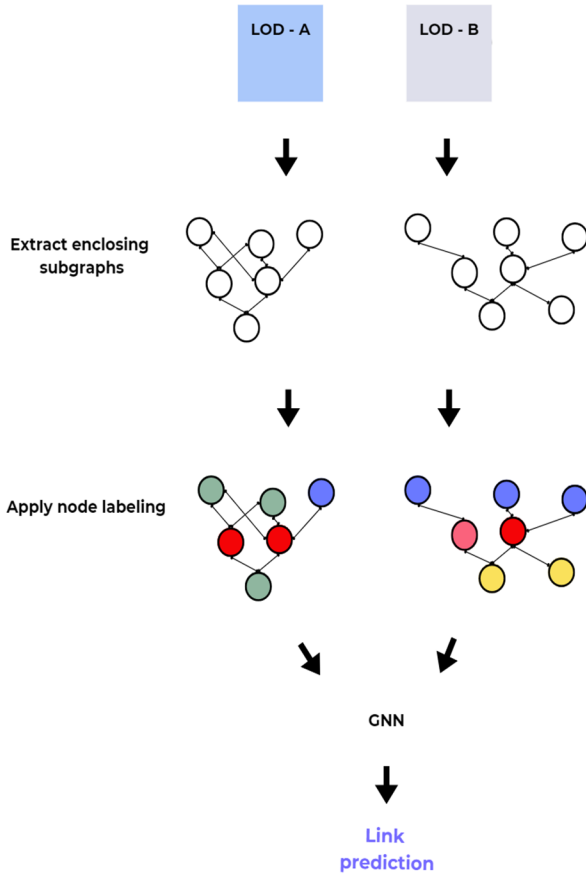 LOD - A
LOD - B
Extract enclosing
subgraphs
Apply node labeling
GNN
Link
prediction